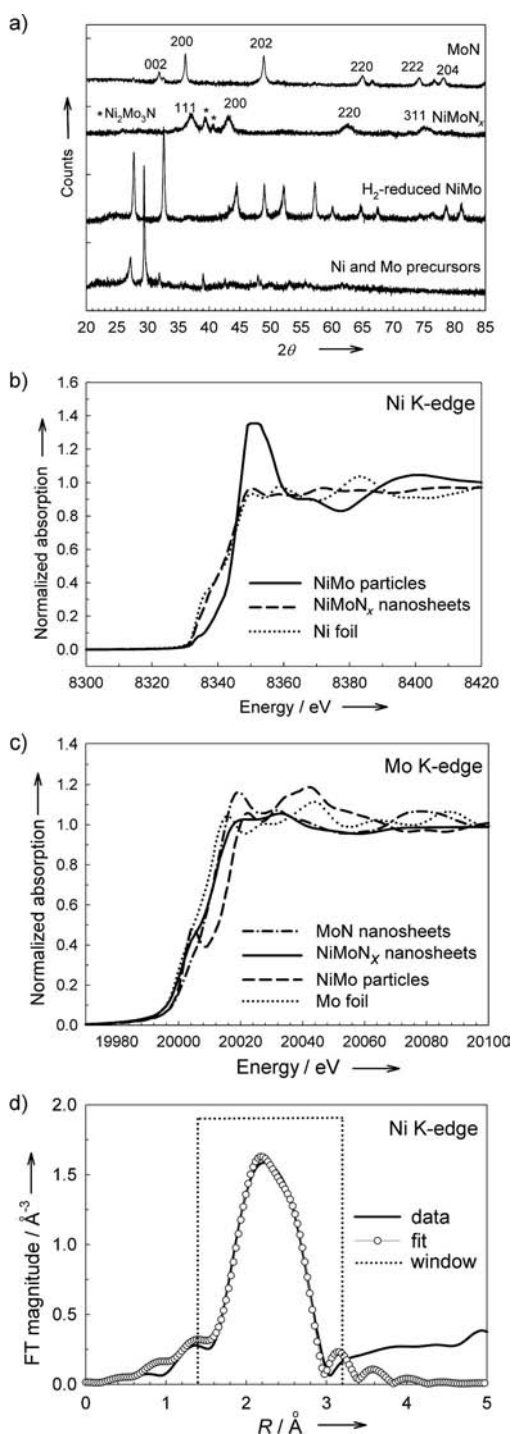 a)
MoN
002 200 202 220 222 204
*Ni₂Mo₃N 111 * * 200 220 311 NiMoNₓ
H₂-reduced NiMo
Ni and Mo precursors
Counts
20 25 30 35 40 45 50 55 60 65 70 75 80 85
2θ
b)
Ni K-edge
Normalized absorption
1.6
1.4
1.2
1.0
0.8
0.6
0.4
0.2
0.0
NiMo particles
NiMoNₓ nanosheets
Ni foil
8300 8320 8340 8360 8380 8400 8420
Energy / eV
c)
Mo K-edge
Normalized absorption
1.4
1.2
1.0
0.8
0.6
0.4
0.2
0.0
MoN nanosheets
NiMoNₓ nanosheets
NiMo particles
Mo foil
19980 20000 20020 20040 20060 20080 20100
Energy / eV
d)
Ni K-edge
FT magnitude / Å⁻³
2.0
1.5
1.0
0.5
0.0
data
fit
window
0 1 2 3 4 5
R / Å